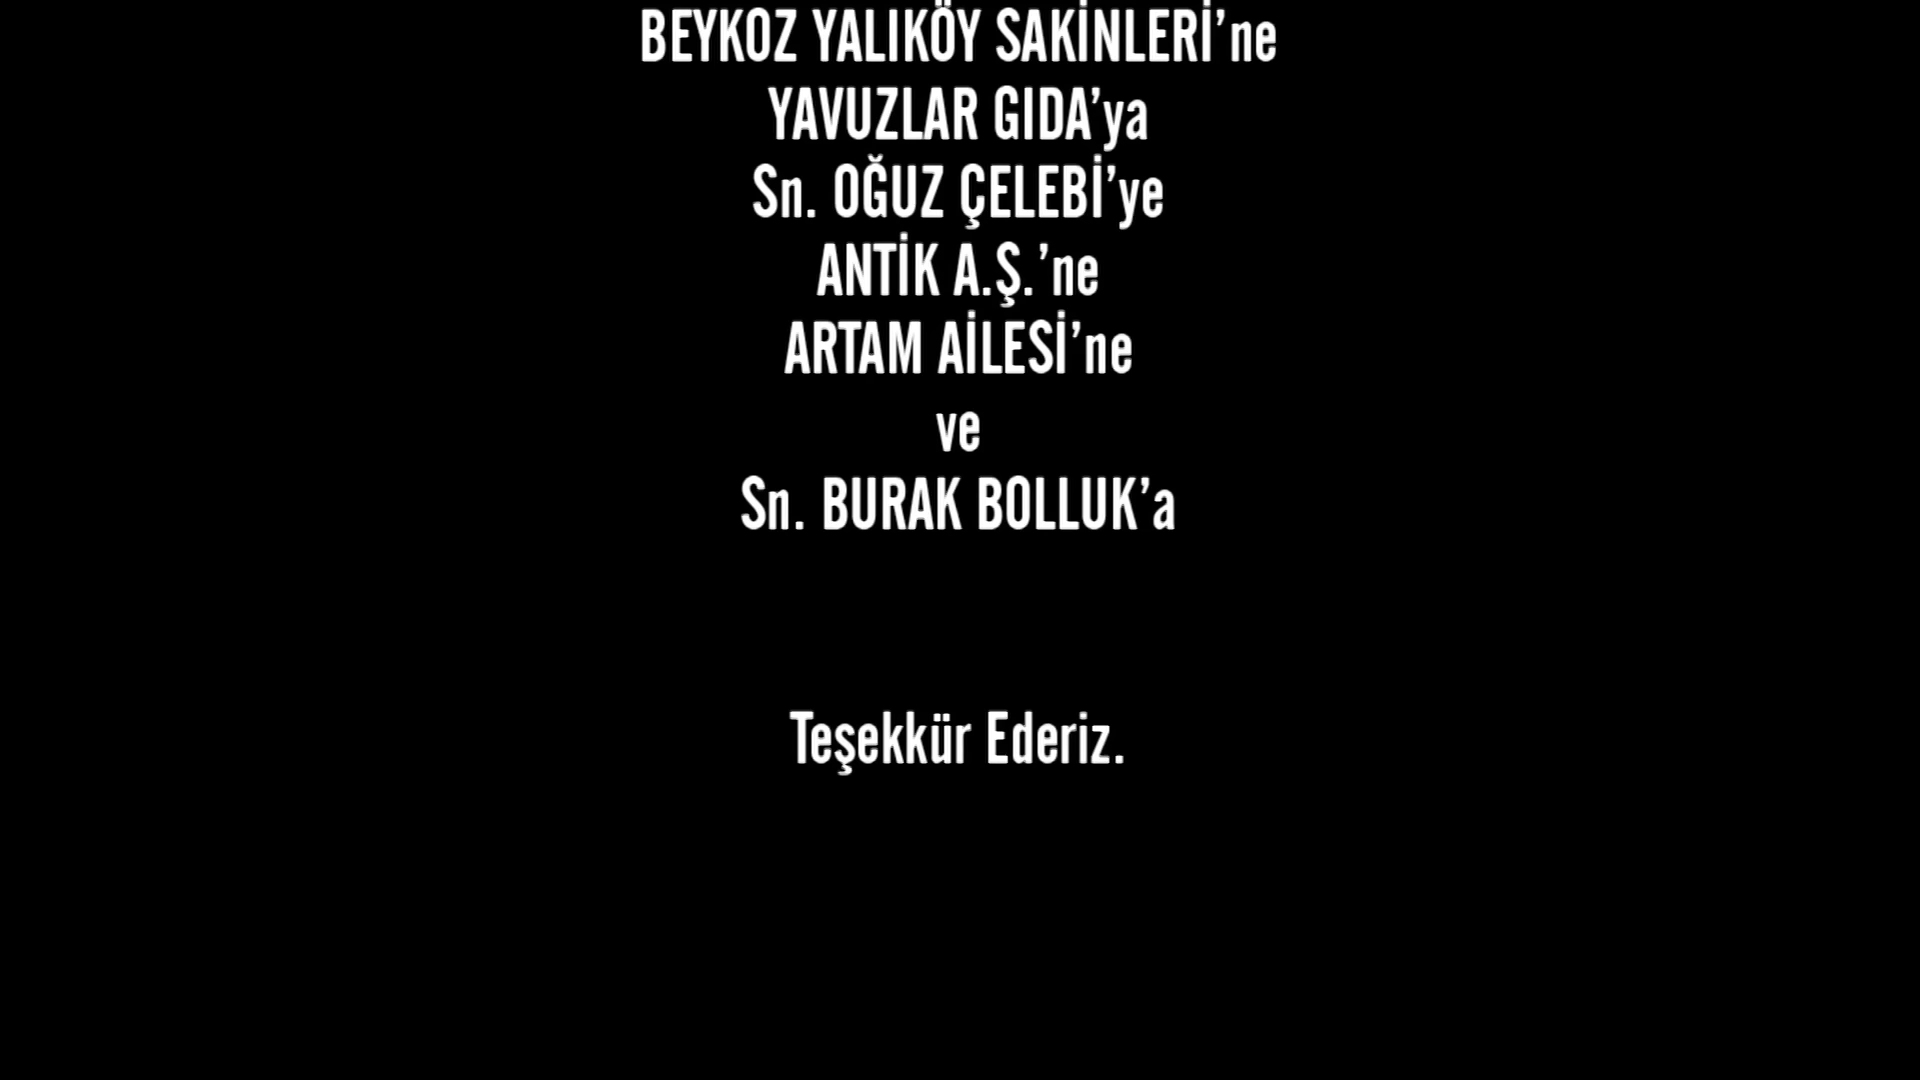 BEYKOZ YALIKÖY SAKİNLERİ’ne
YAVUZLAR GIDA’ya
Sn. OĞUZ ÇELEBİ’ye
ANTİK A.Ş.’ne
ARTAM AİLESİ’ne
ve
Sn. BURAK BOLLUK’a
Teşekkür Ederiz.